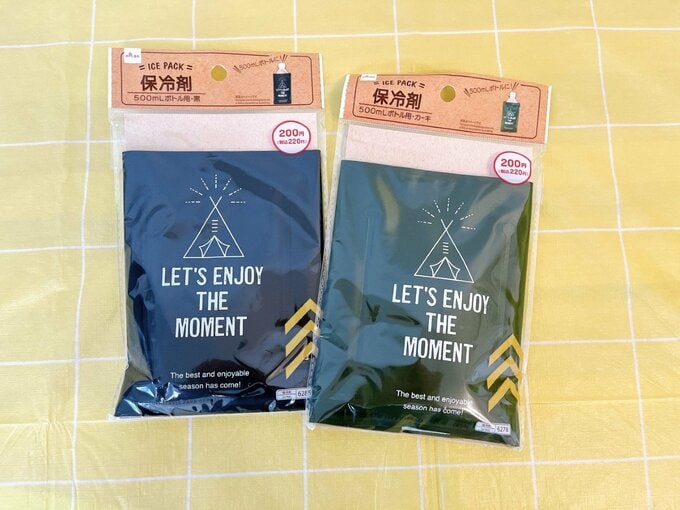 ICE PACK
保冷剤
500mLボトル用・黒
500mLボトルに
200円
(税込220円)
LET'S ENJOY
THE
MOMENT
The best and enjoyable
season has come!
ICE PACK
保冷剤
500mLボトル用・カーキ
500mLボトルに
200円
(税込220円)
LET'S ENJOY
THE
MOMENT
The best and enjoyable
season has come!
6278